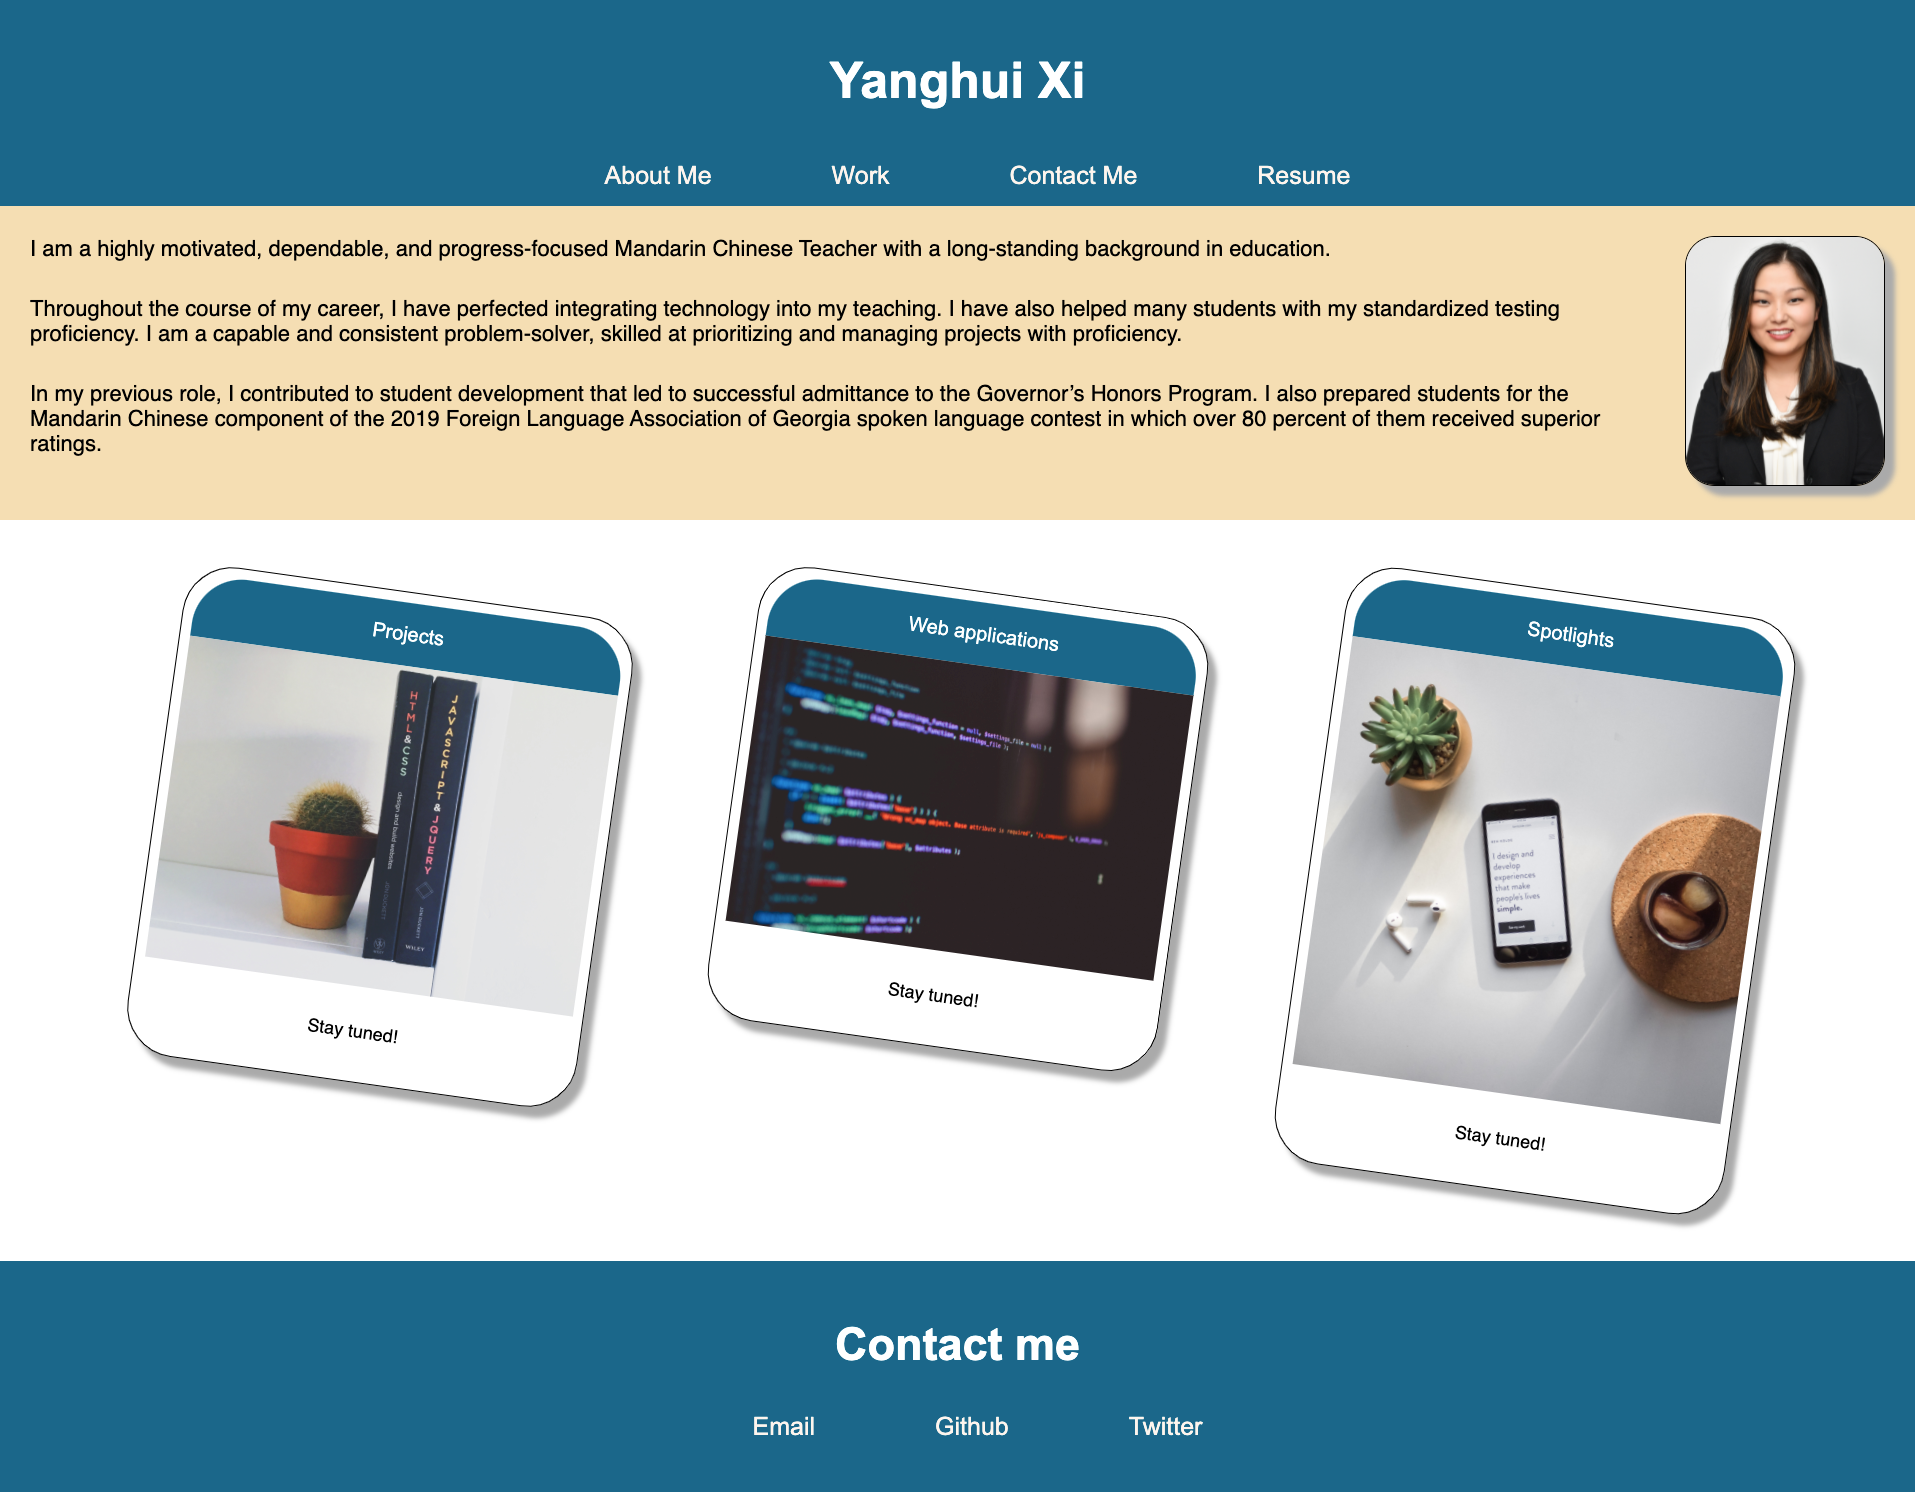 Yanghui Xi
About Me
Work
Contact Me
Resume
I am a highly motivated, dependable, and progress-focused Mandarin Chinese Teacher with a long-standing background in education.
Throughout the course of my career, I have perfected integrating technology into my teaching. I have also helped many students with my standardized testing
proficiency. I am a capable and consistent problem-solver, skilled at prioritizing and managing projects with proficiency.
In my previous role, I contributed to student development that led to successful admittance to the Governor’s Honors Program. I also prepared students for the
Mandarin Chinese component of the 2019 Foreign Language Association of Georgia spoken language contest in which over 80 percent of them received superior
ratings.
Projects
HTML&CSS
design and build websites
JAVASCRIPT&JQUERY
WILEY
Stay tuned!
Web applications
Stay tuned!
Spotlights
I design and
develop
experiences
that make
people's lives
simple.
Stay tuned!
Contact me
Email
Github
Twitter